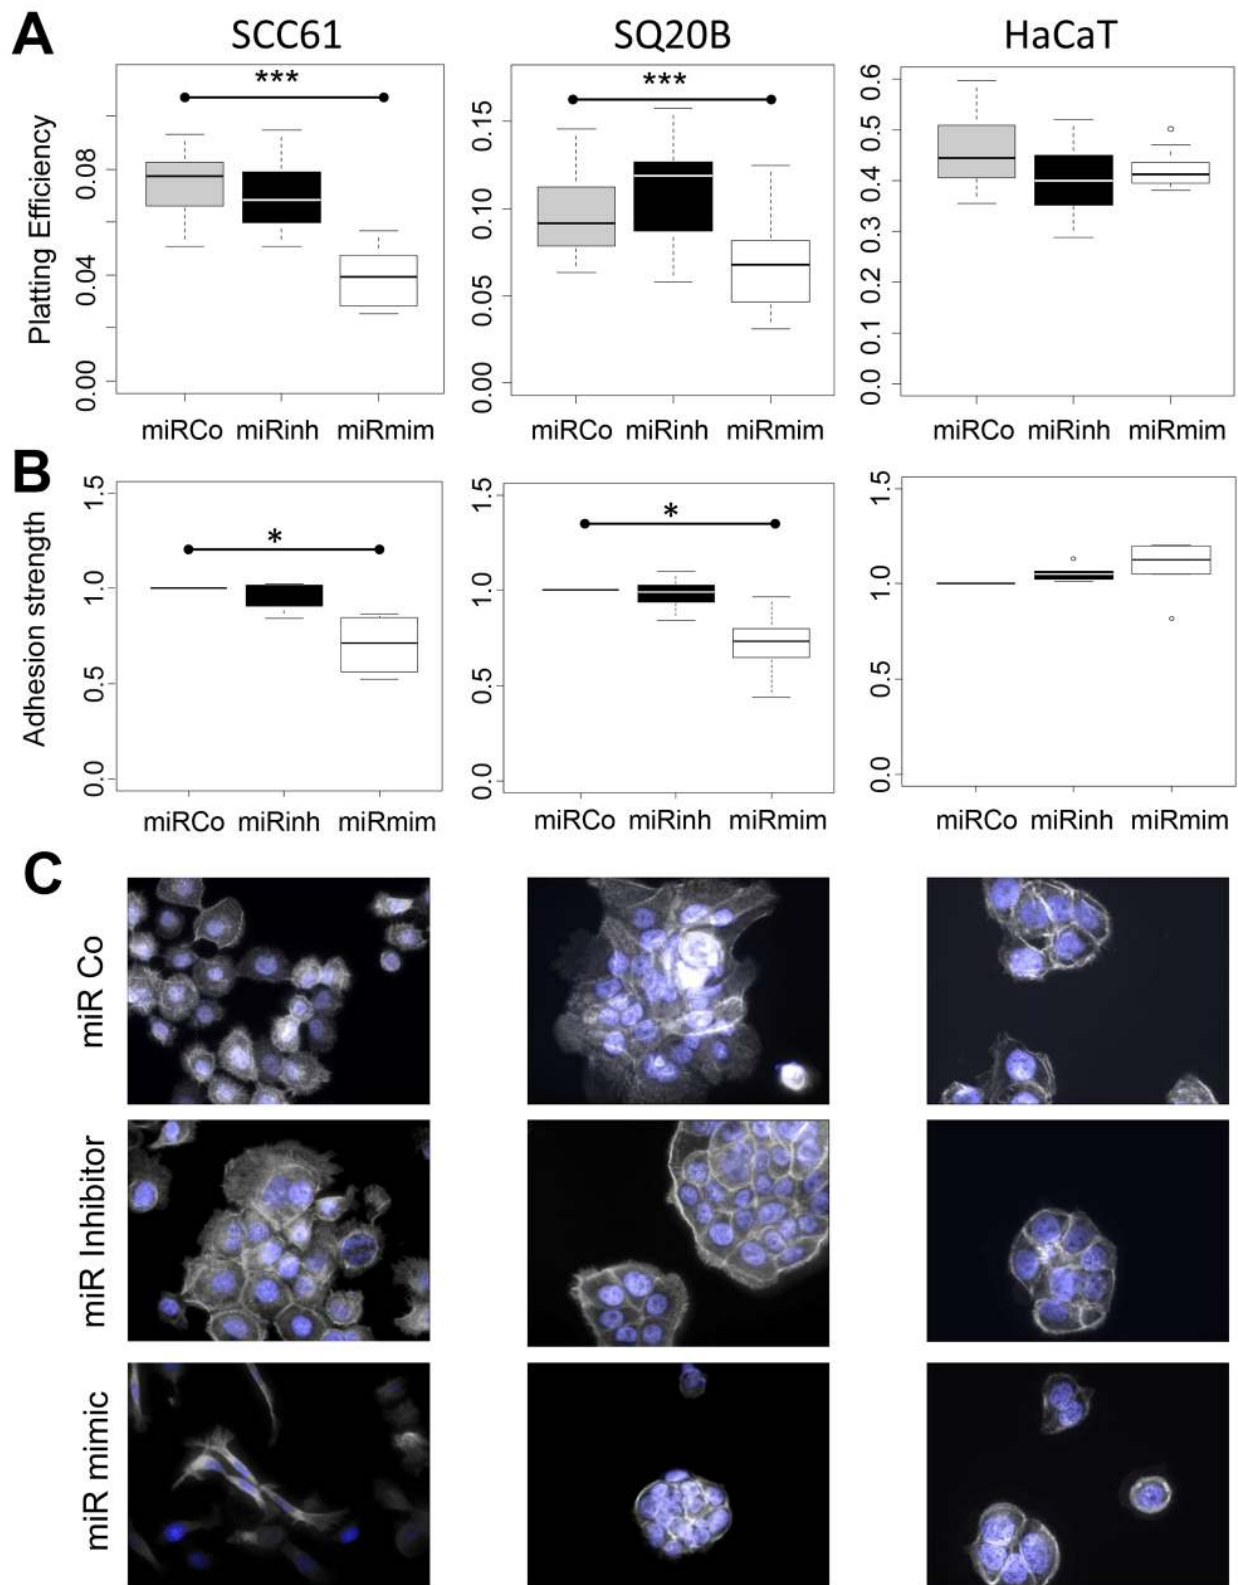 A
SCC61
SQ20B
HaCaT
Platting Efficiency
***
0.08
0.04
0.00
miRCo miRinh miRmim
***
0.15
0.10
0.05
0.00
miRCo miRinh miRmim
0.6
0.5
0.4
0.3
0.2
0.1
0.0
miRCo miRinh miRmim
B
Adhesion strength
*
1.5
1.0
0.5
0.0
miRCo miRinh miRmim
*
1.5
1.0
0.5
0.0
miRCo miRinh miRmim
1.5
1.0
0.5
0.0
miRCo miRinh miRmim
C
miR Co
miR Inhibitor
miR mimic